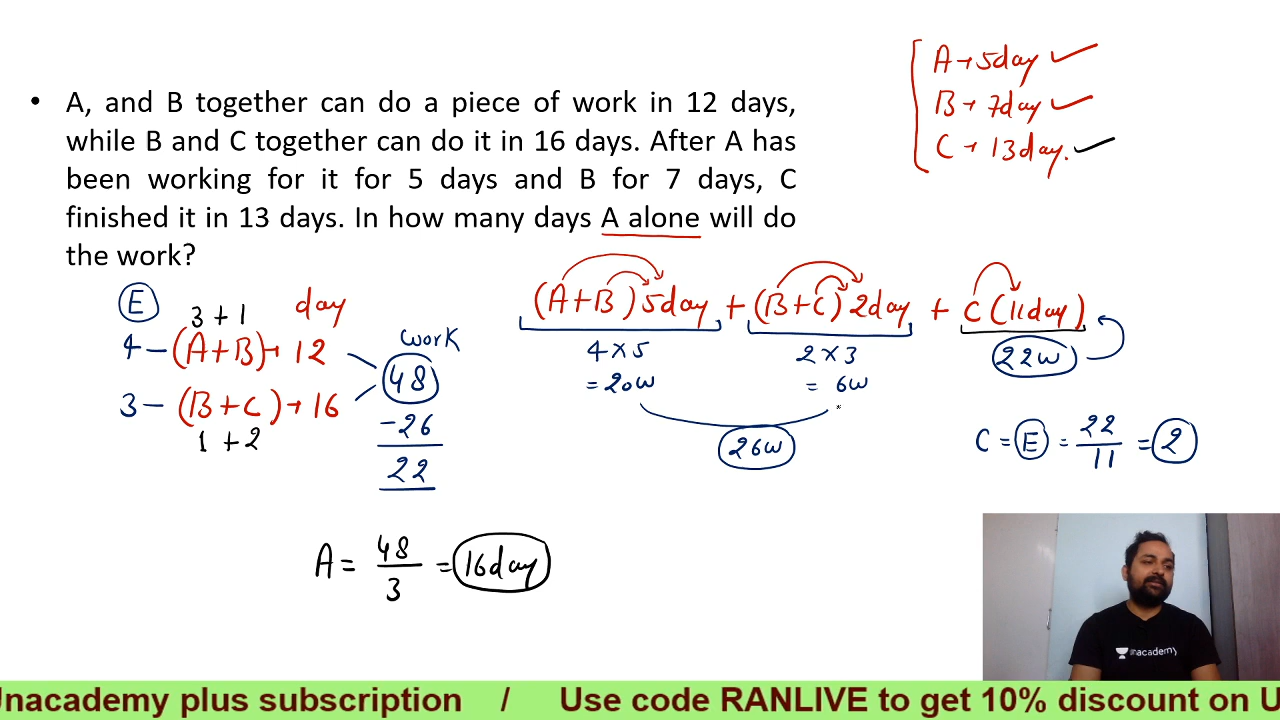 A → 5day
B → 7day
C → 13day.
• A, and B together can do a piece of work in 12 days,
while B and C together can do it in 16 days. After A has
been working for it for 5 days and B for 7 days, C
finished it in 13 days. In how many days A alone will do
the work?
E
3 + 1 day
4 – (A+B) → 12
3 – (B+C) → 16
1 + 2
work
48
-26
22
(A+B) 5day + (B+C) 2day + C (11day)
4 × 5 2 × 3 22w
= 20w = 6w
26w
C = E = 22/11 = 2
A = 48/3 = 16day
unacademy
Unacademy plus subscription / Use code RANLIVE to get 10% discount on U